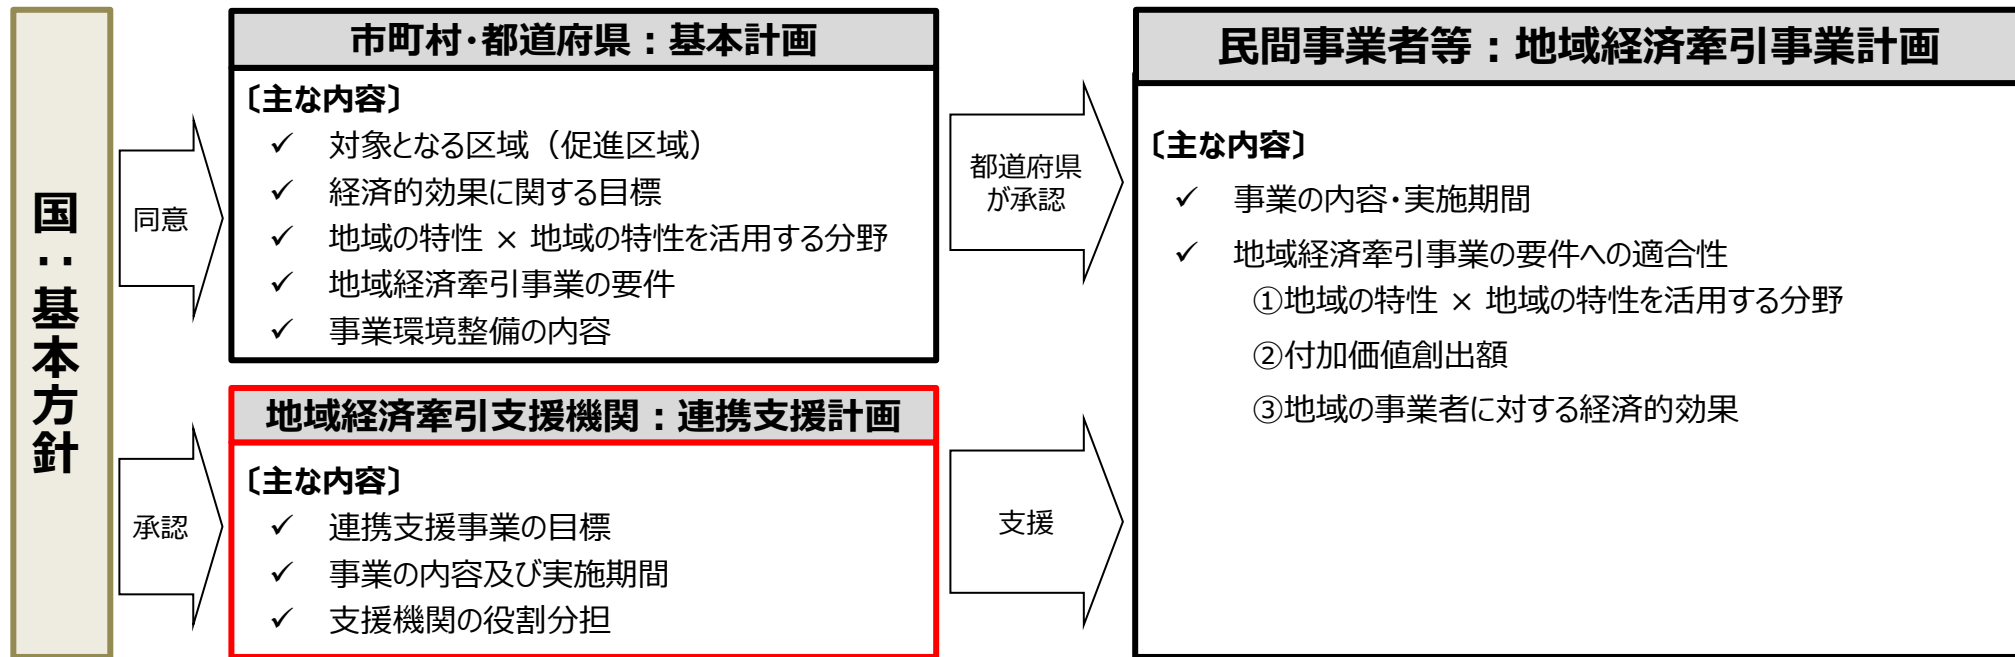 国：基本方針
同意
市町村・都道府県：基本計画
〔主な内容〕
✓ 対象となる区域（促進区域）
✓ 経済的効果に関する目標
✓ 地域の特性 × 地域の特性を活用する分野
✓ 地域経済牽引事業の要件
✓ 事業環境整備の内容
承認
地域経済牽引支援機関：連携支援計画
〔主な内容〕
✓ 連携支援事業の目標
✓ 事業の内容及び実施期間
✓ 支援機関の役割分担
都道府県
が承認
支援
民間事業者等：地域経済牽引事業計画
〔主な内容〕
✓ 事業の内容・実施期間
✓ 地域経済牽引事業の要件への適合性
①地域の特性 × 地域の特性を活用する分野
②付加価値創出額
③地域の事業者に対する経済的効果